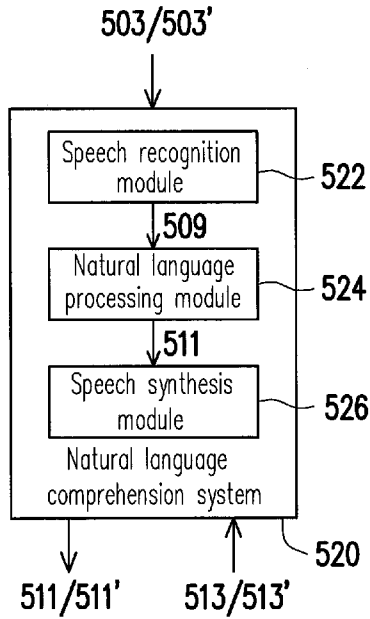 503/503'
Speech recognition
module
522
509
Natural language
processing module
524
511
Speech synthesis
module
526
Natural language
comprehension system
520
511/511'
513/513'